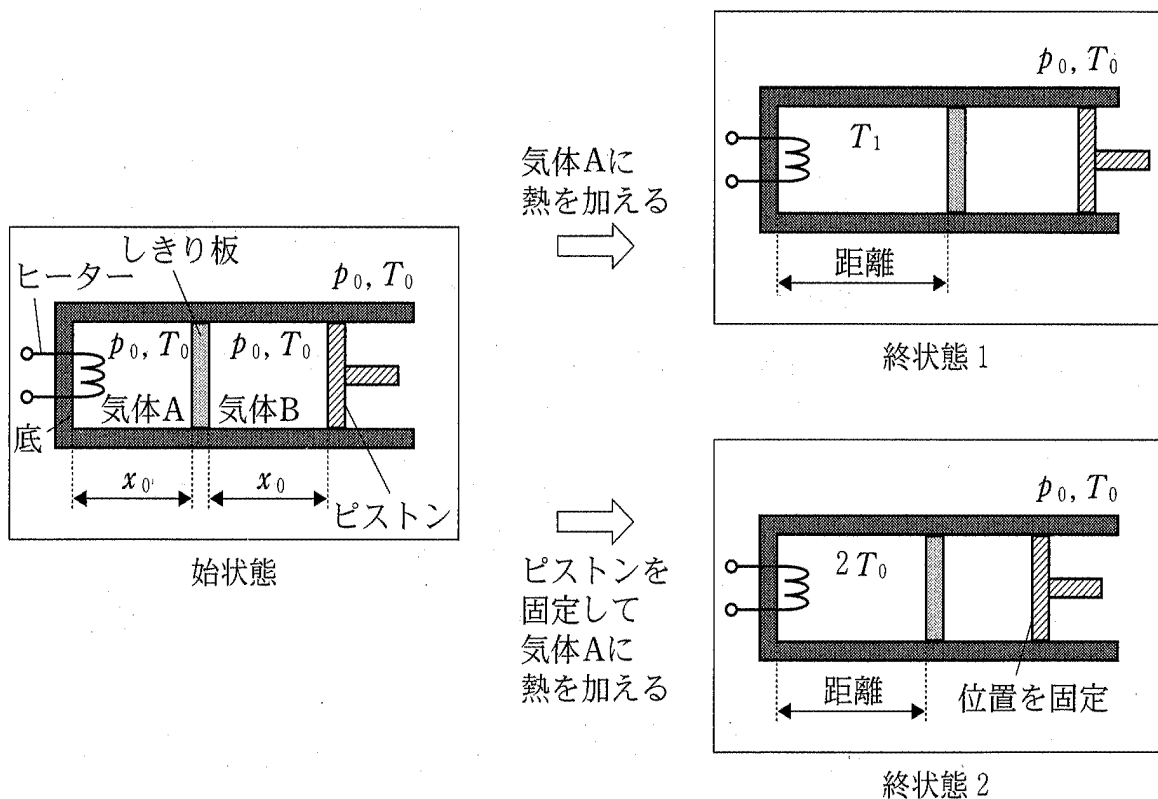 ヒーター
しきり板
p₀, T₀
p₀, T₀
p₀, T₀
気体A
気体B
底
x₀
x₀
ピストン
始状態
気体Aに
熱を加える
p₀, T₀
T₁
距離
終状態 1
ピストンを
固定して
気体Aに
熱を加える
p₀, T₀
2T₀
距離
位置を固定
終状態 2